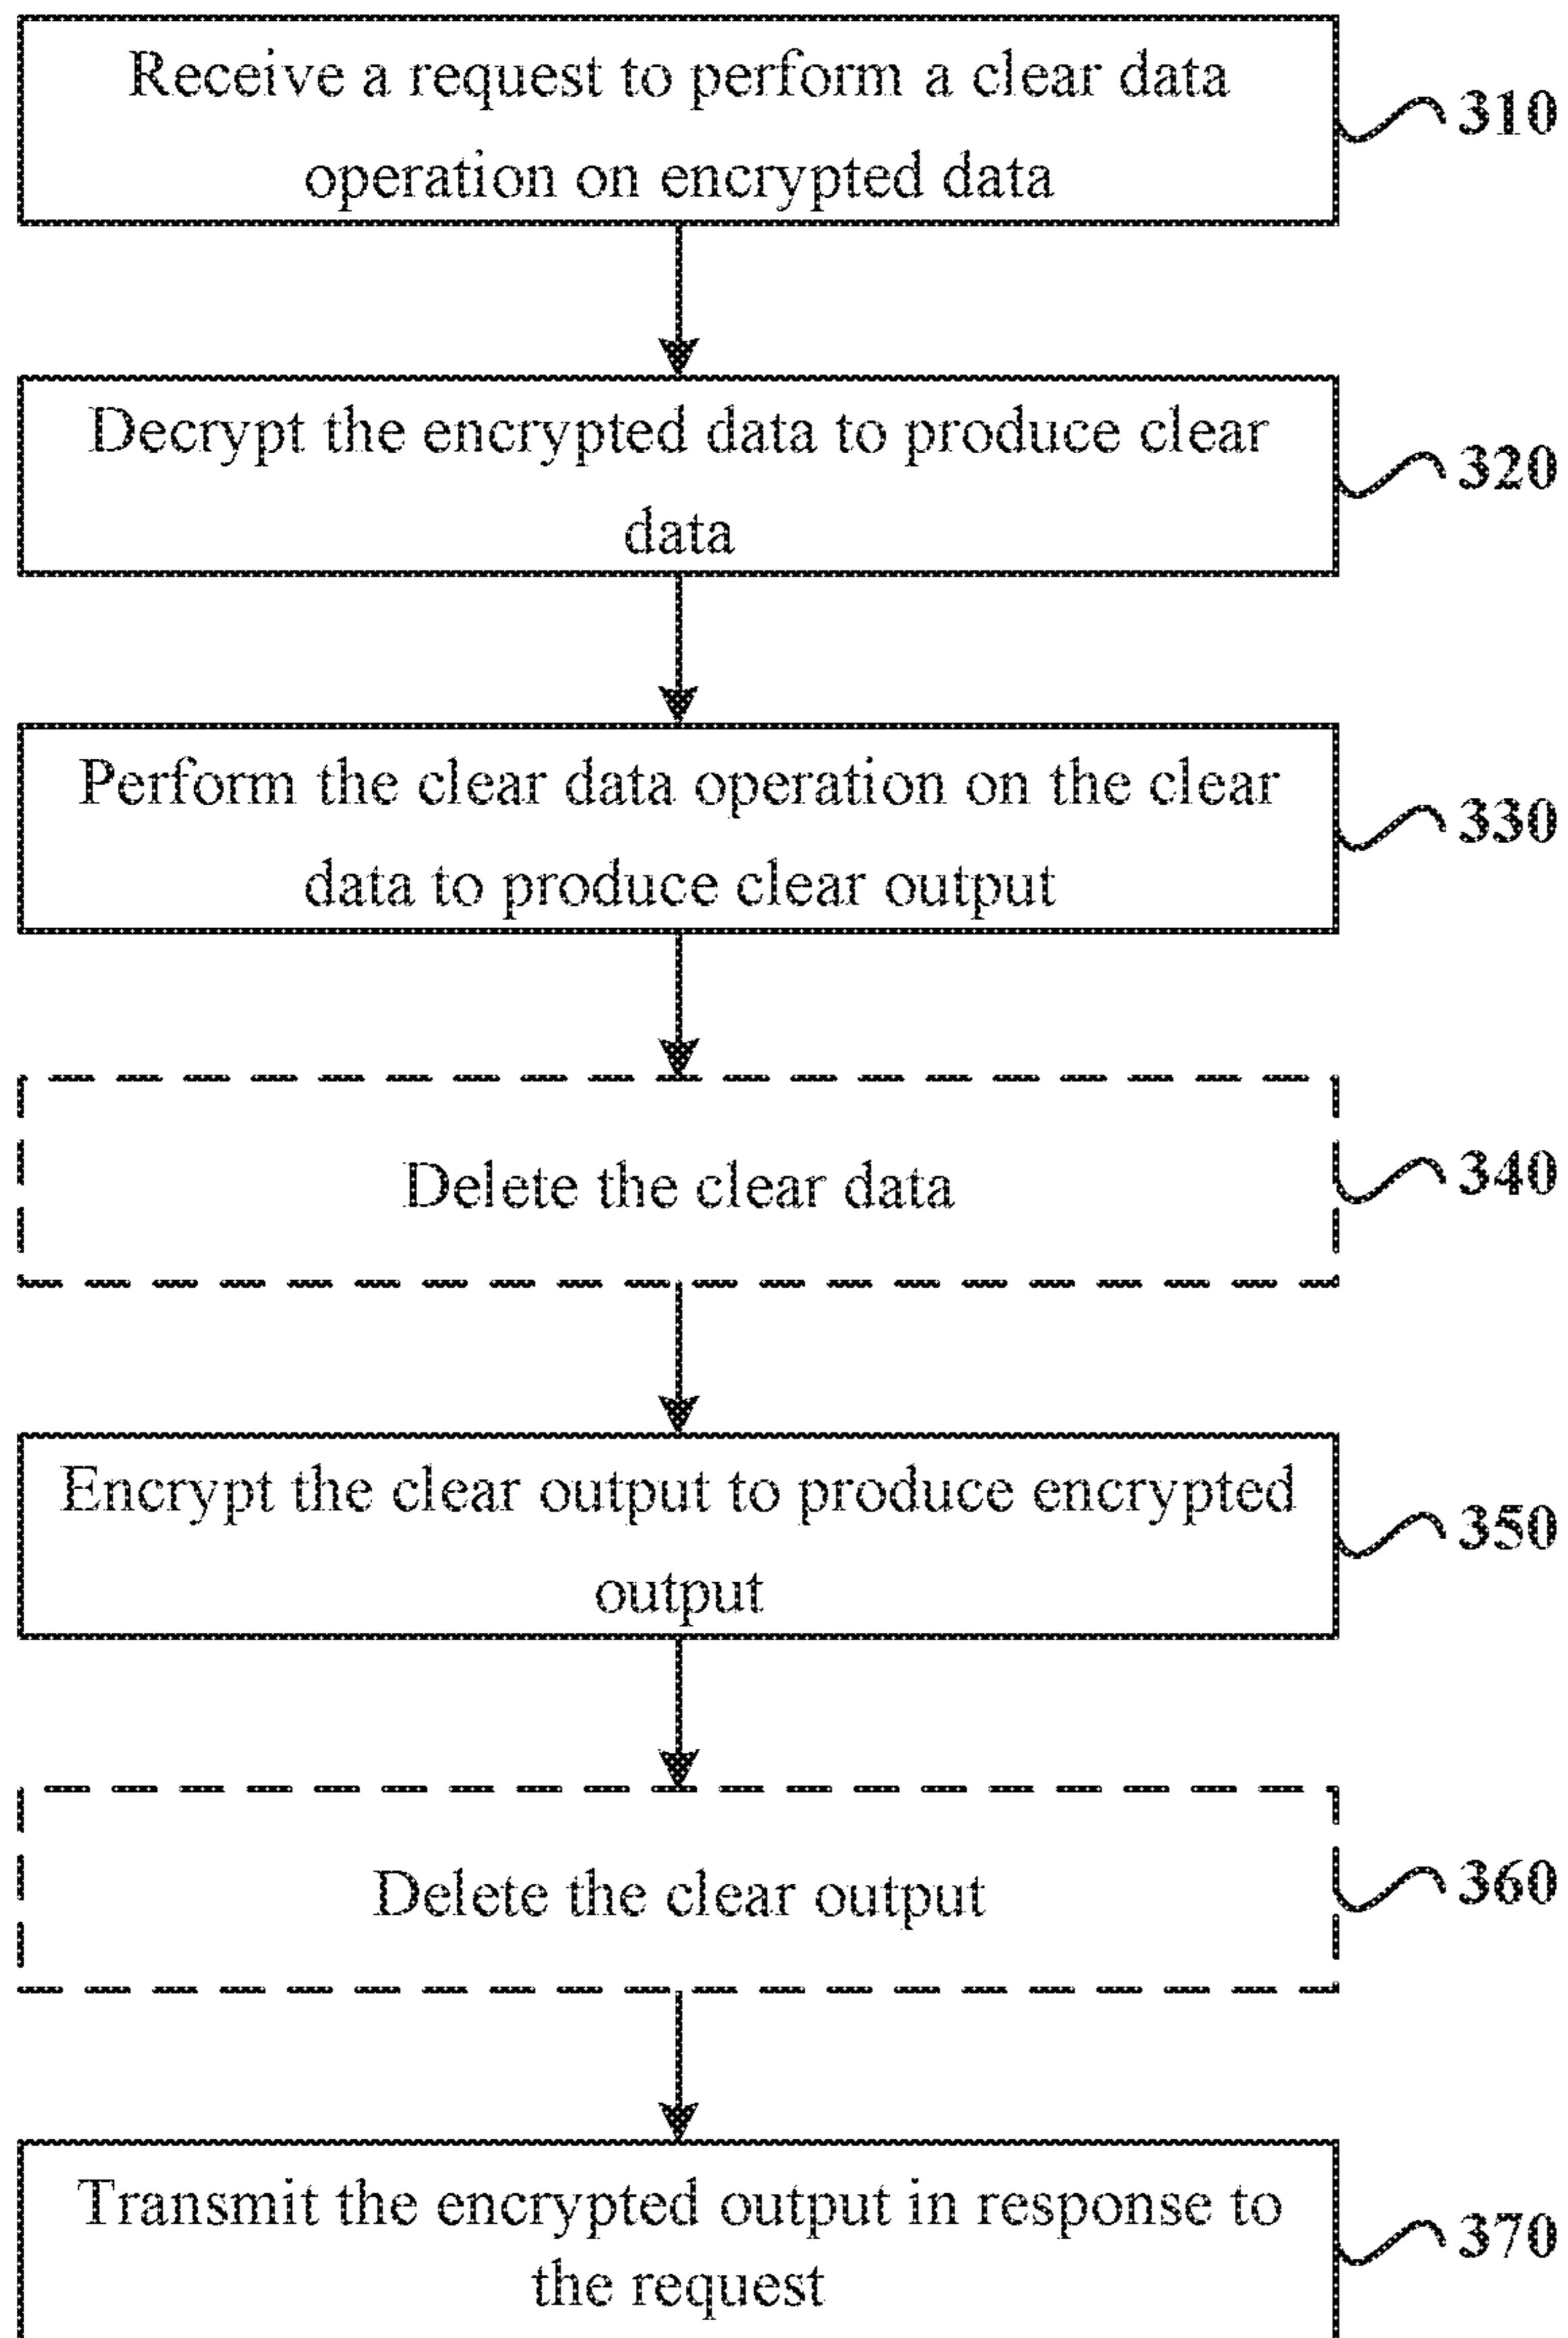 Receive a request to perform a clear data
operation on encrypted data
310
Decrypt the encrypted data to produce clear
data
320
Perform the clear data operation on the clear
data to produce clear output
330
Delete the clear data
340
Encrypt the clear output to produce encrypted
output
350
Delete the clear output
360
Transmit the encrypted output in response to
the request
370